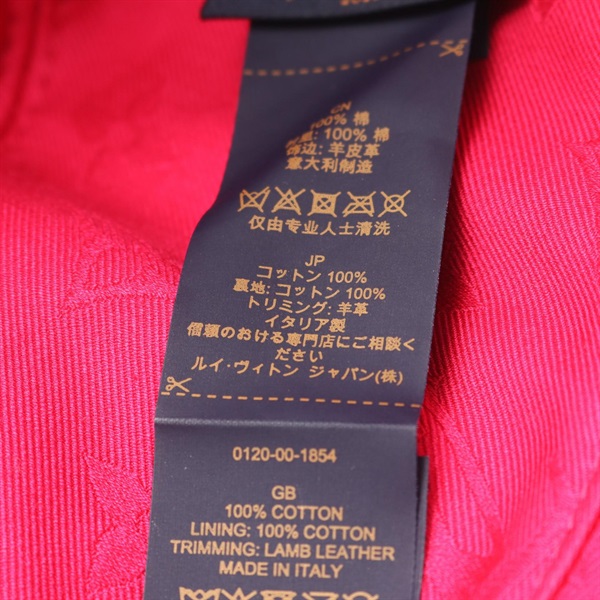 CN
100% 棉
100% 棉
饰边: 羊皮革
意大利制造
仅由专业人士清洗
JP
コットン 100%
裏地: コットン 100%
トリミング: 羊革
イタリア製
信頼のおける専門店にご相談く
ださい
ルイ・ヴィトン ジャパン(株)
0120-00-1854
GB
100% COTTON
LINING: 100% COTTON
TRIMMING: LAMB LEATHER
MADE IN ITALY